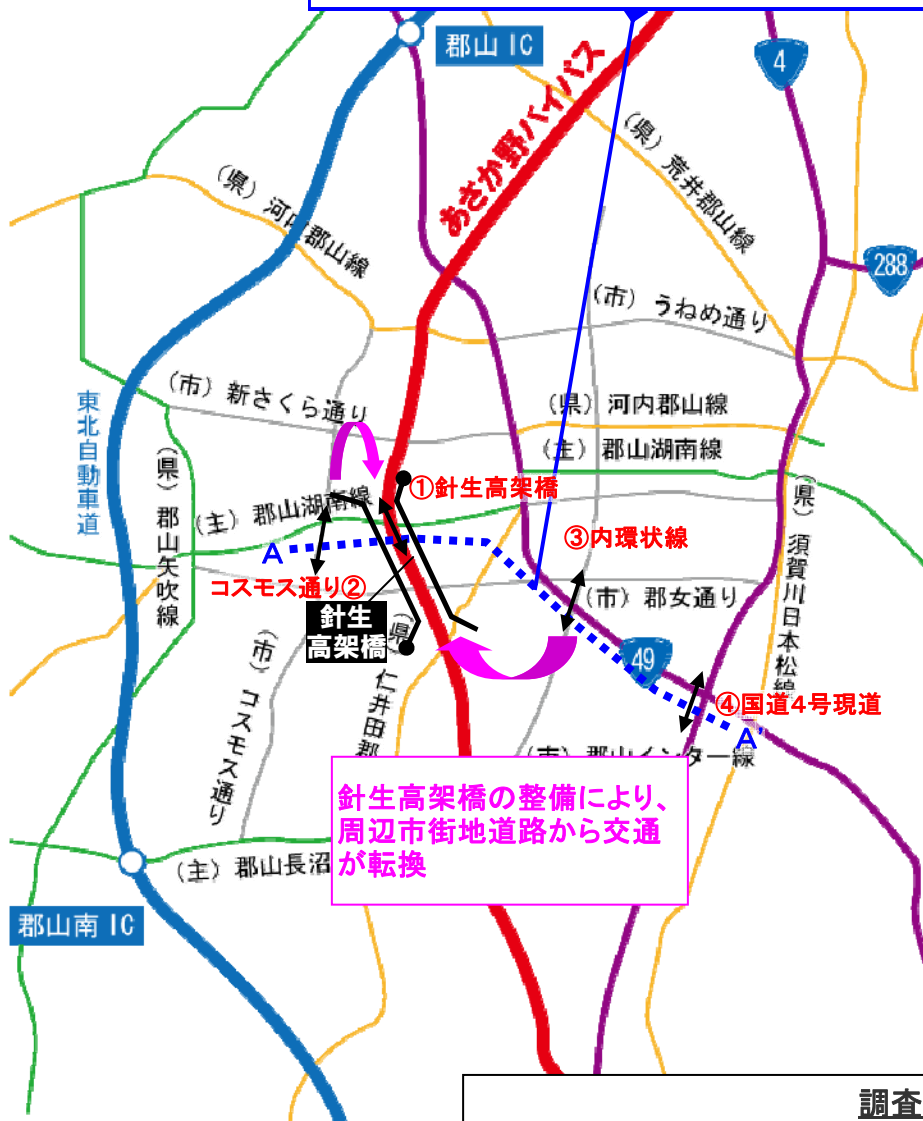 郡山 IC
4
あさか野バイパス
(県) 荒井郡山線
(県) 河内郡山線
288
(市) うねめ通り
(市) 新さくら通り
(県) 河内郡山線
東北自動車道
(主) 郡山湖南線
(県) 郡山矢吹線
①針生高架橋
(県) 須賀川日本松線
(主) 郡山湖南線
③内環状線
A
コスモス通り②
(市) 郡女通り
針生
高架橋
(県) 仁井田郡
49
(市) コスモス通り
④国道4号現道
A'
(市) 郡山インター線
針生高架橋の整備により、
周辺市街地道路から交通
が転換
(主) 郡山長沼
郡山南 IC
調査